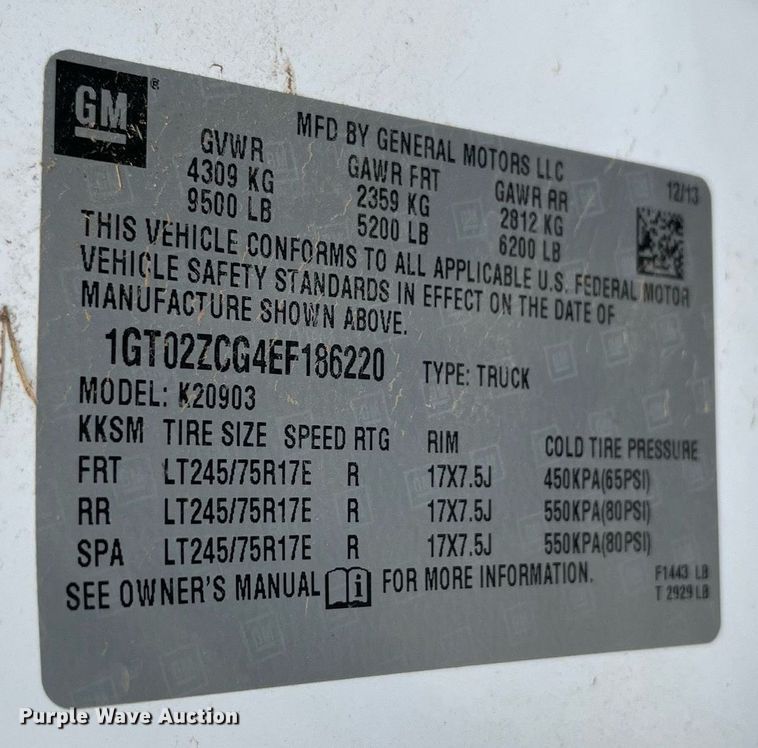 GM ®
MFD BY GENERAL MOTORS LLC
12/13
GVWR GAWR FRT GAWR RR
4309 KG 2359 KG 2812 KG
9500 LB 5200 LB 6200 LB
THIS VEHICLE CONFORMS TO ALL APPLICABLE U.S. FEDERAL MOTOR
VEHICLE SAFETY STANDARDS IN EFFECT ON THE DATE OF
MANUFACTURE SHOWN ABOVE.
1GT02ZCG4EF186220 TYPE: TRUCK
MODEL: K20903
KKSM TIRE SIZE SPEED RTG RIM COLD TIRE PRESSURE
FRT LT245/75R17E R 17X7.5J 450KPA(65PSI)
RR LT245/75R17E R 17X7.5J 550KPA(80PSI)
SPA LT245/75R17E R 17X7.5J 550KPA(80PSI)
SEE OWNER'S MANUAL i FOR MORE INFORMATION.
F1443 LB
T 2929 LB
Purple Wave Auction